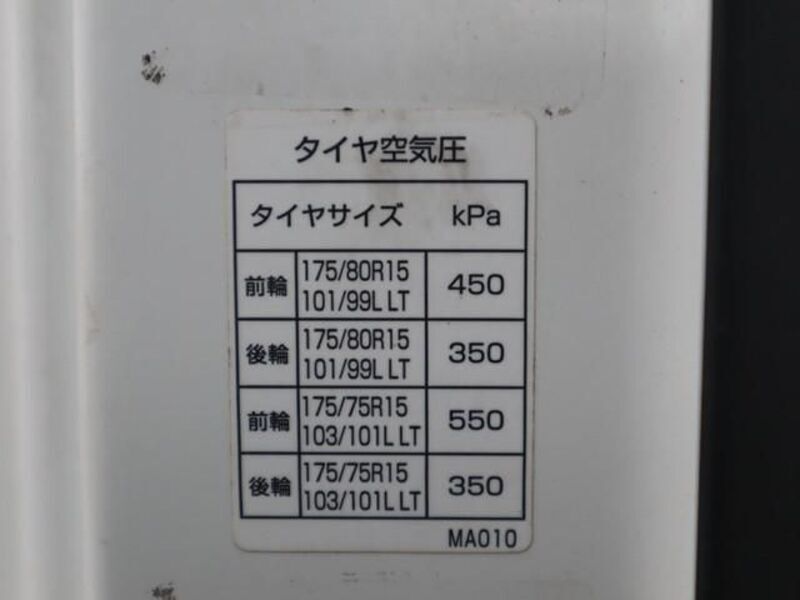 タイヤ空気圧
タイヤサイズ kPa
前輪 175/80R15 450
101/99L LT
後輪 175/80R15 350
101/99L LT
前輪 175/75R15 550
103/101L LT
後輪 175/75R15 350
103/101L LT
MA010